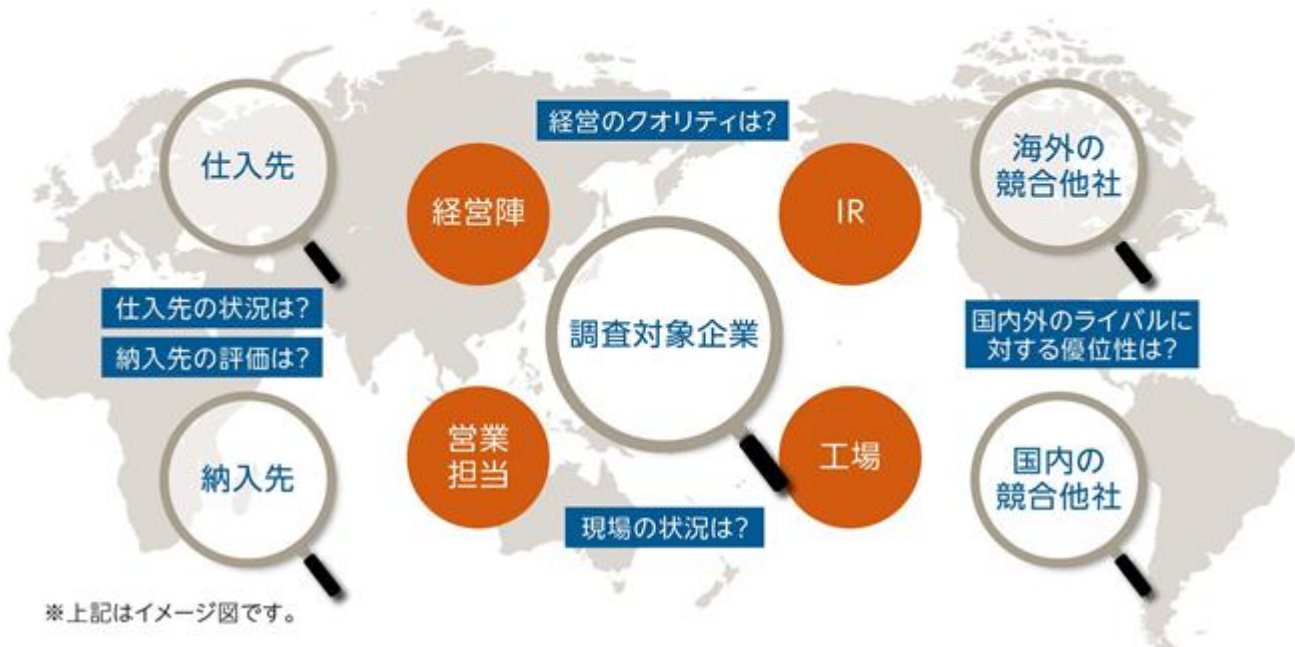 経営のクオリティは?
仕入先
経営陣
IR
海外の
競合他社
仕入先の状況は?
納入先の評価は?
調査対象企業
国内外のライバルに
対する優位性は?
納入先
営業
担当
工場
国内の
競合他社
現場の状況は?
※上記はイメージ図です。